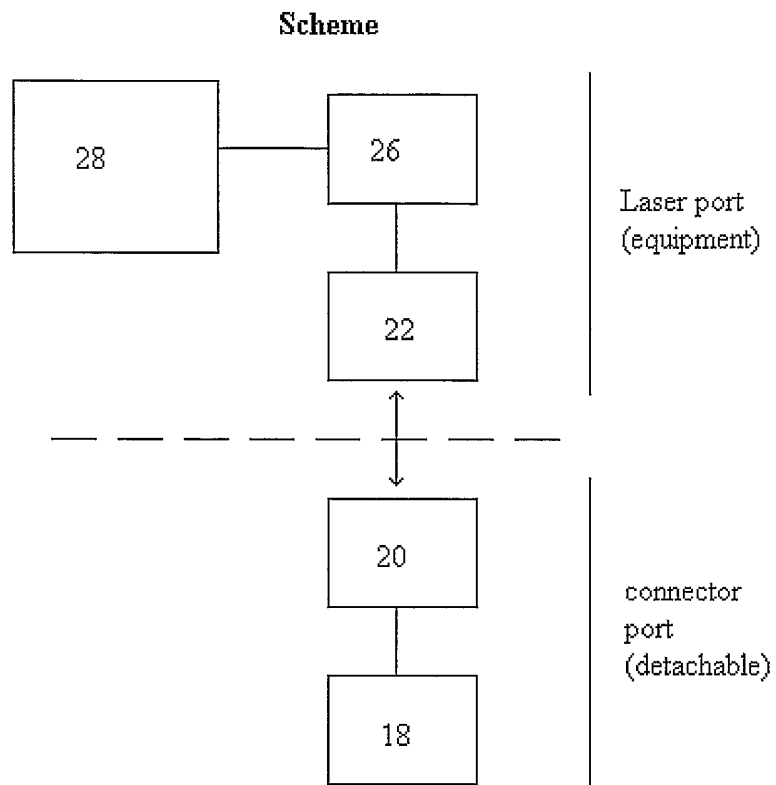 Scheme
28
26
Laser port
(equipment)
22
20
connector
port
(detachable)
18